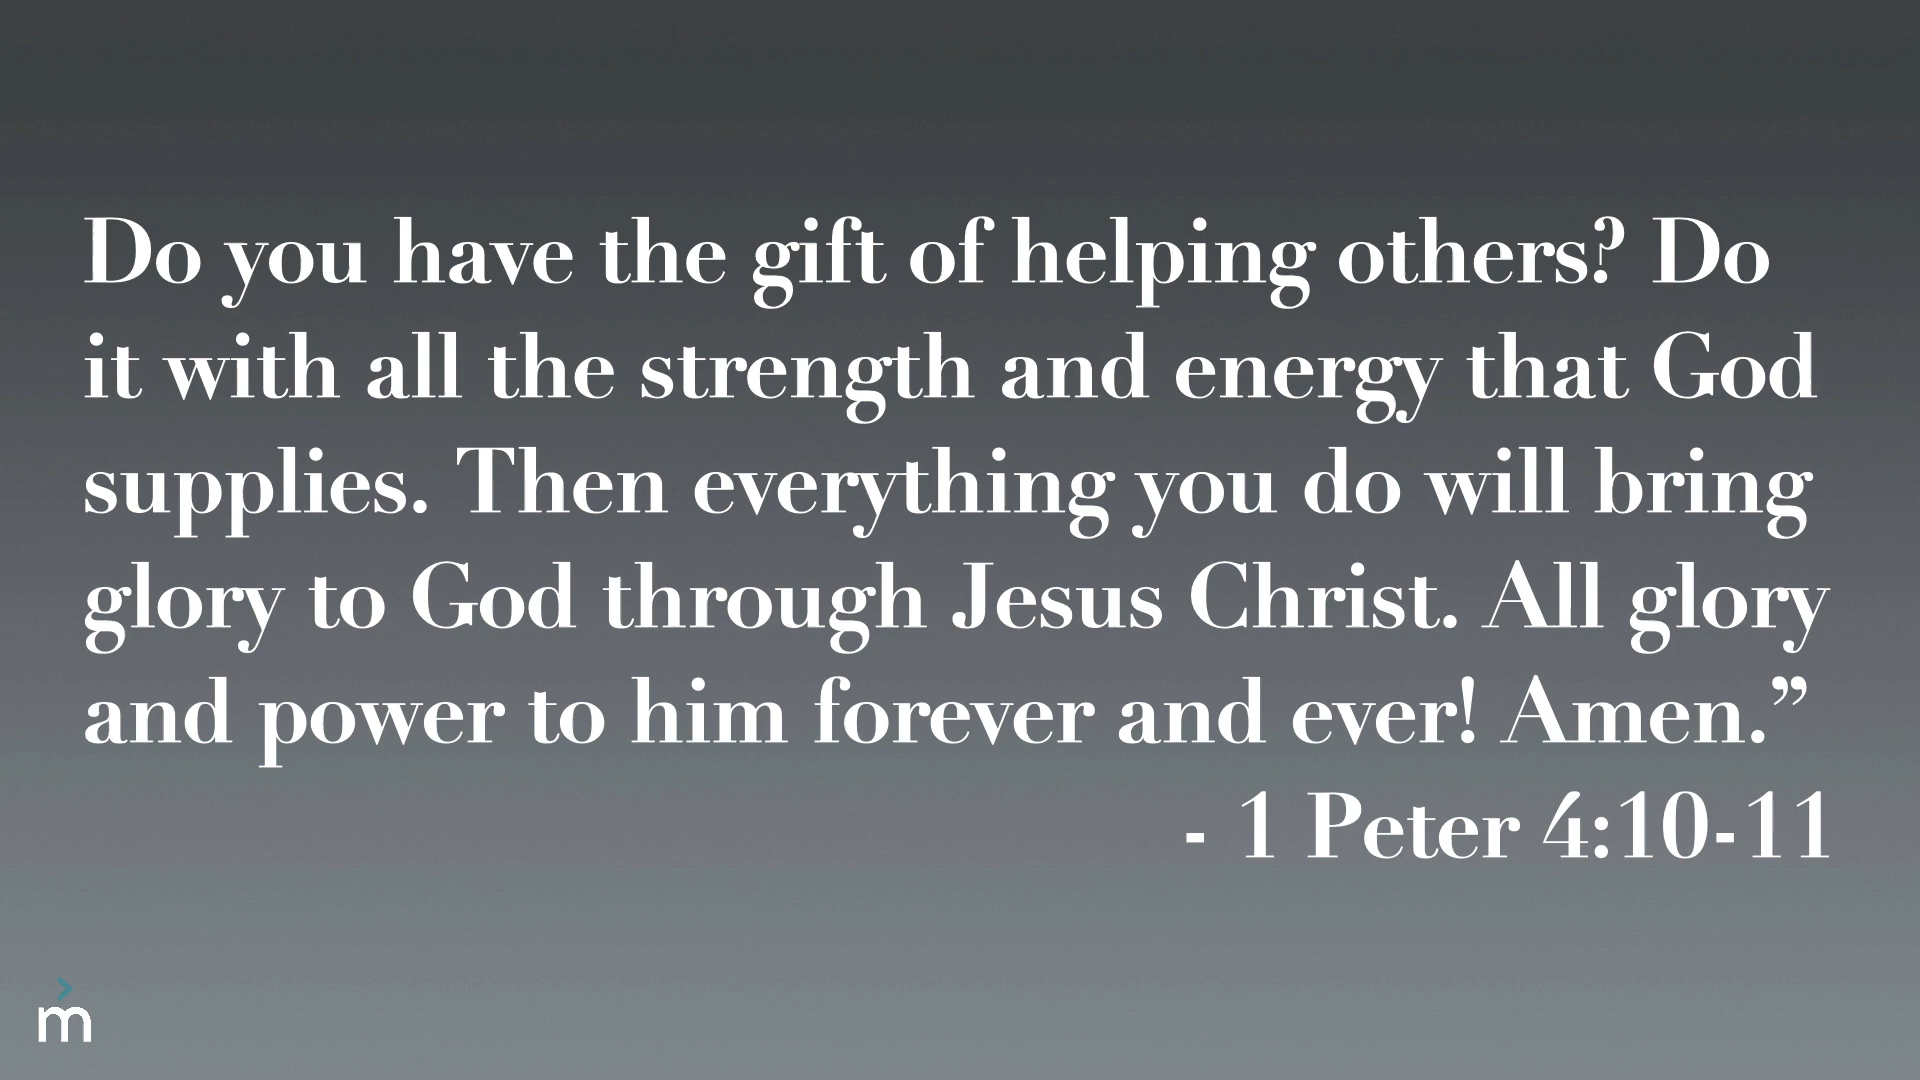 Do you have the gift of helping others? Do
it with all the strength and energy that God
supplies. Then everything you do will bring
glory to God through Jesus Christ. All glory
and power to him forever and ever! Amen.”
- 1 Peter 4:10-11
m